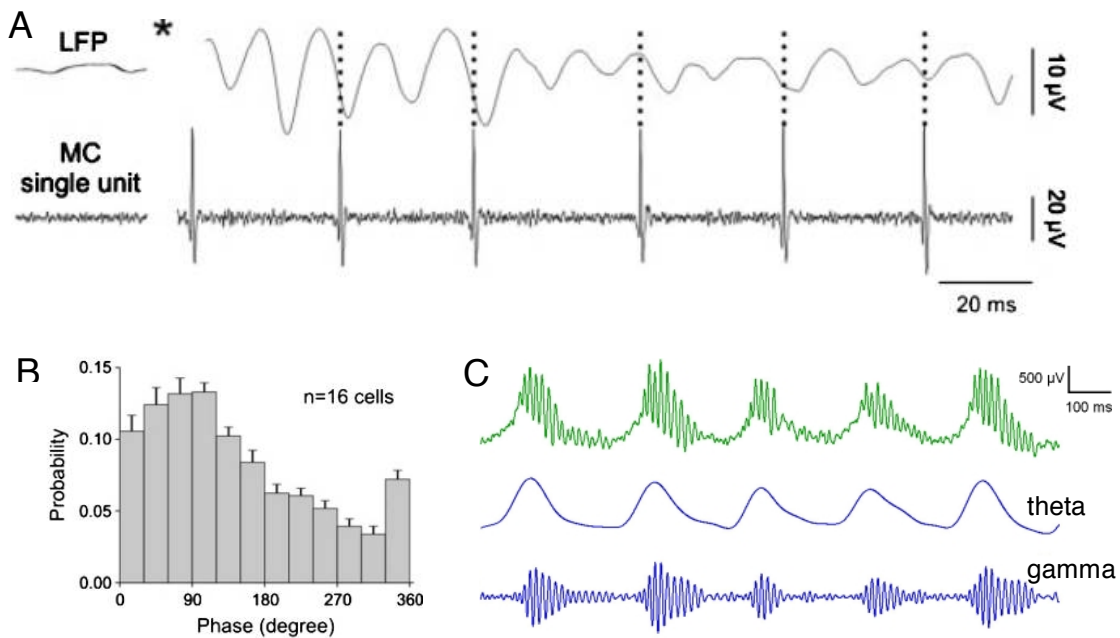 A
LFP
*
10 µV
MC
single unit
20 µV
20 ms
B
0.15
0.10
0.05
0.00
Probability
n=16 cells
0
90
180
270
360
Phase (degree)
C
500 µV
100 ms
theta
gamma